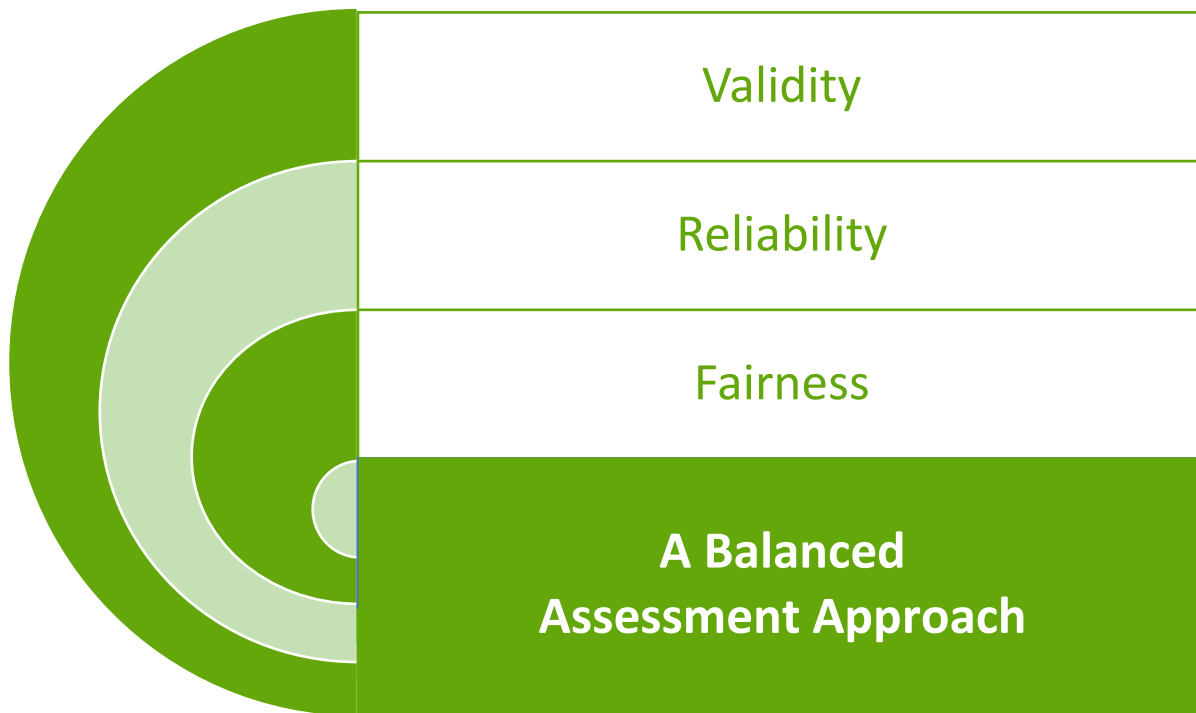 Validity
Reliability
Fairness
A Balanced
Assessment Approach